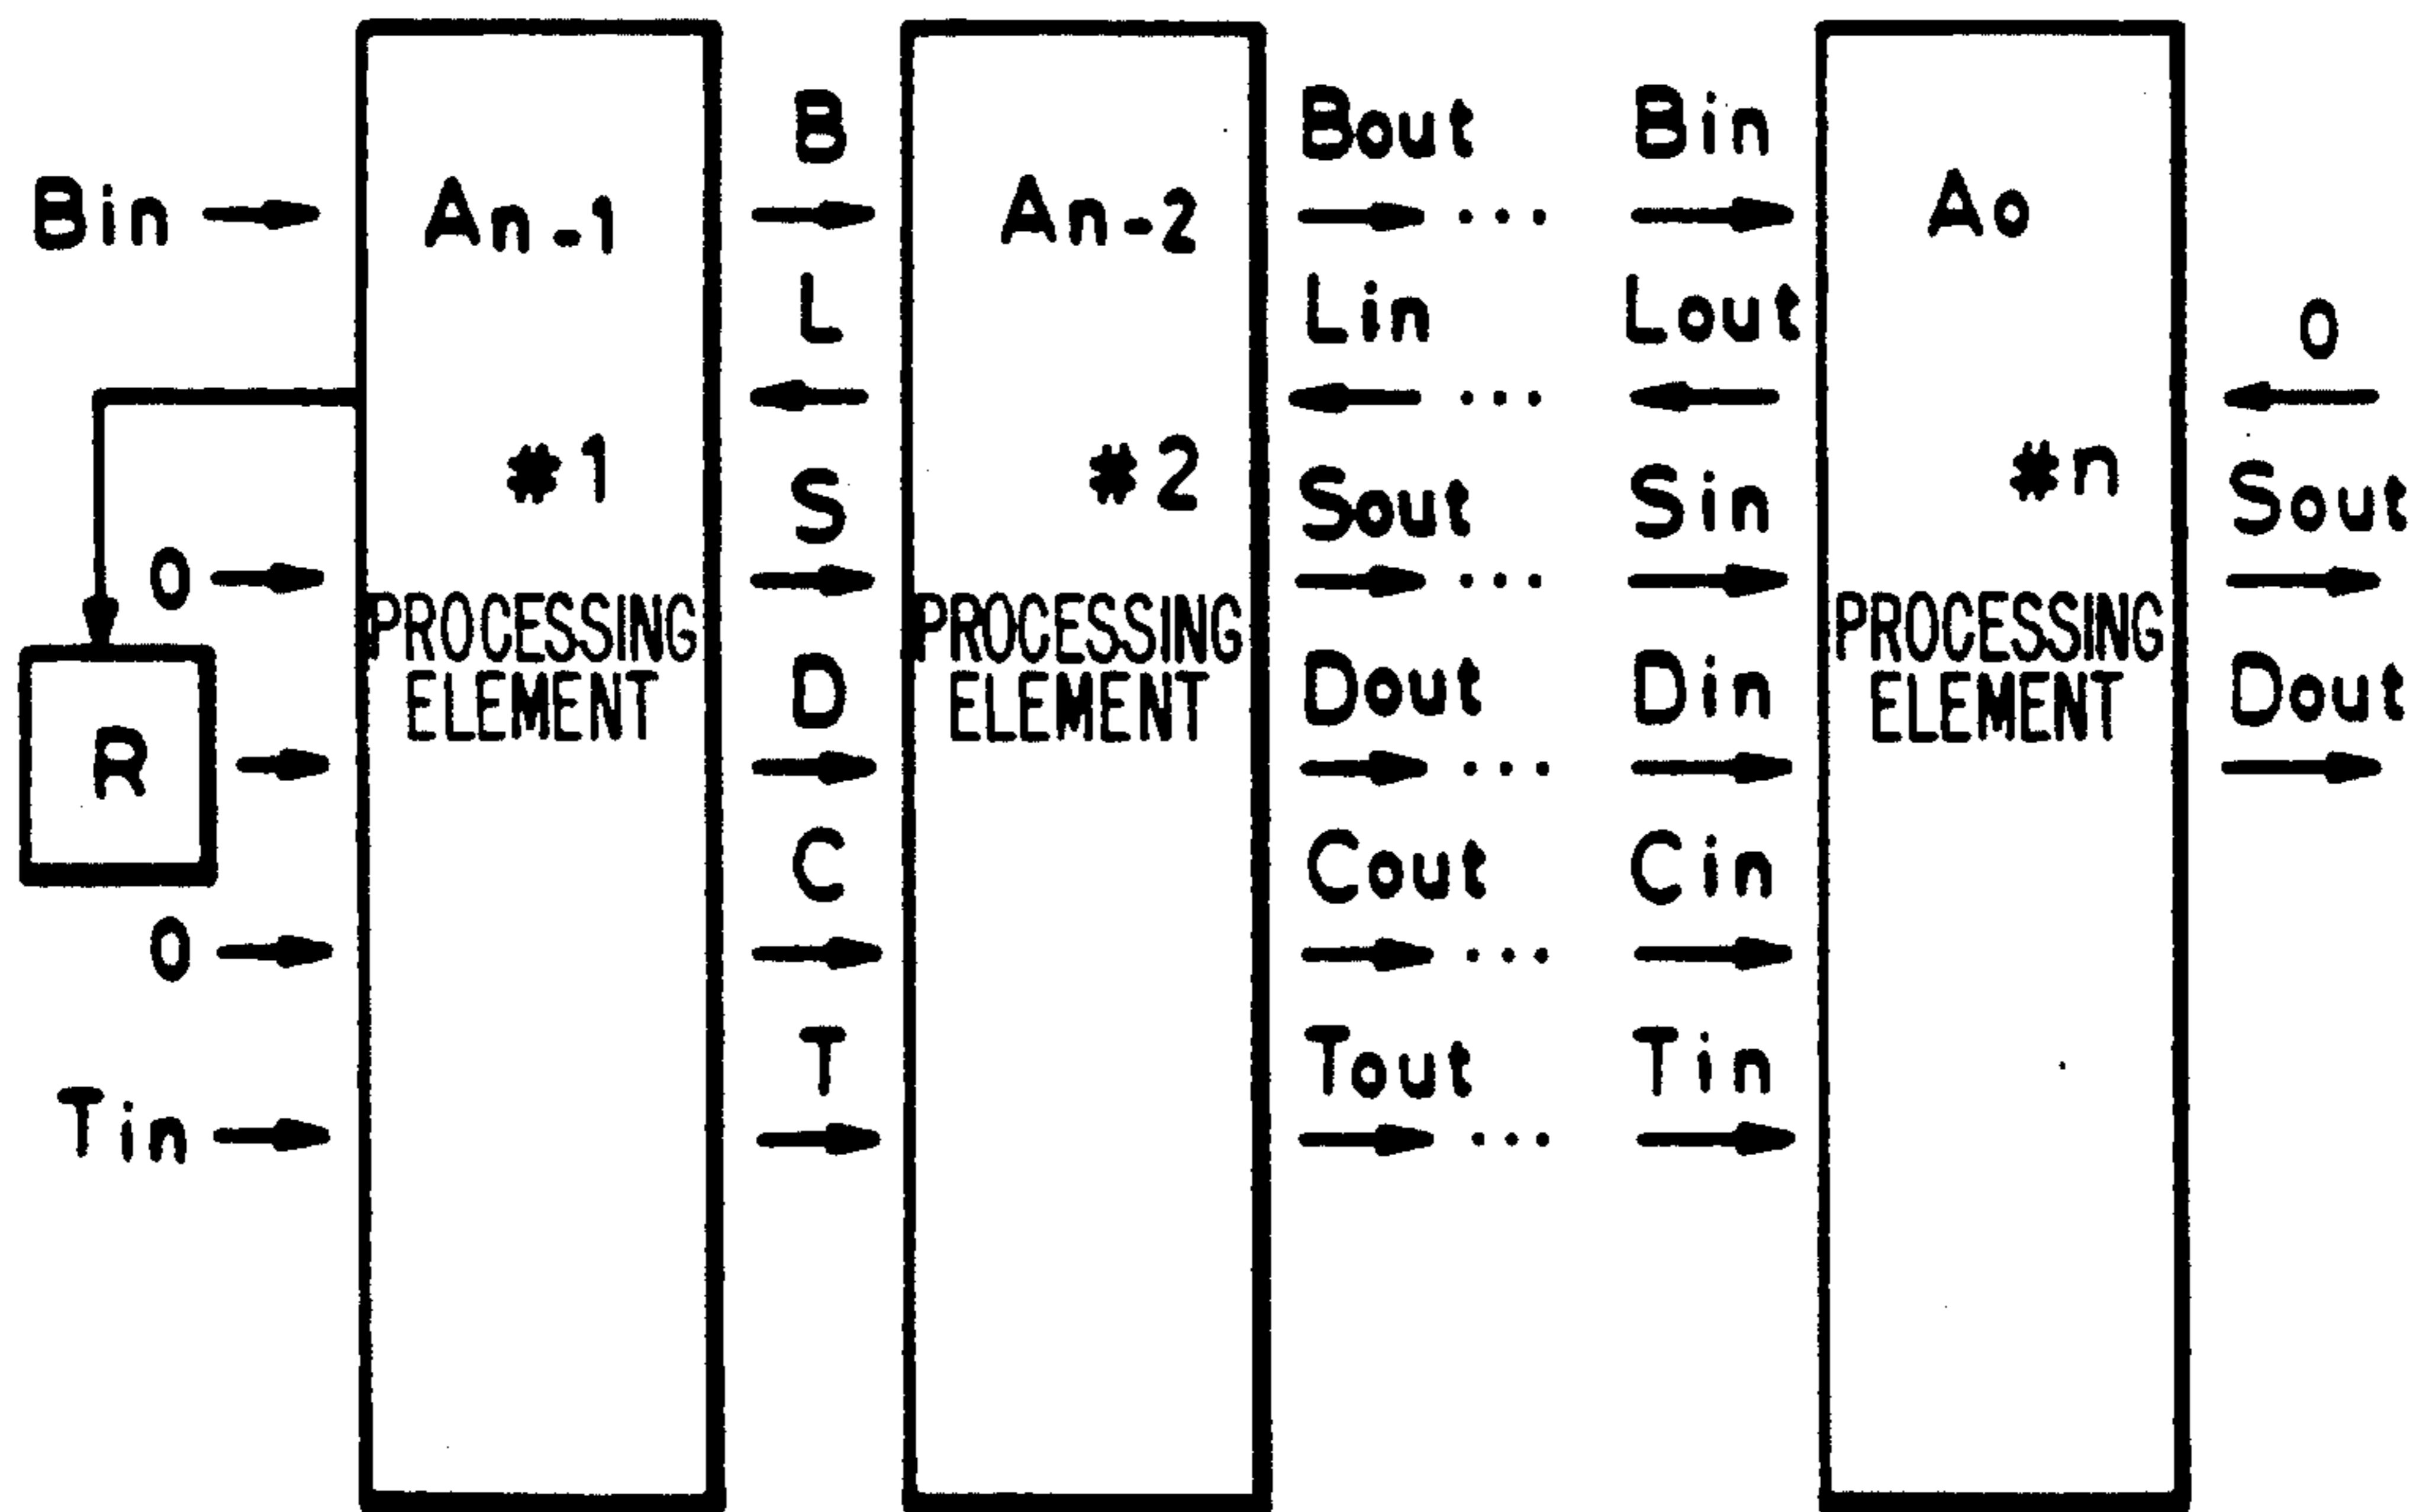 B Bout Bin
Bin An-1 An-2 ... Ao
L Lin Lout 0
... 
*1 *2 *n
S Sout Sin Sout
0 ...
PROCESSING PROCESSING PROCESSING
ELEMENT ELEMENT ELEMENT
D Dout Din Dout
R ...
C Cout Cin
0 ...
T Tout Tin
Tin ...